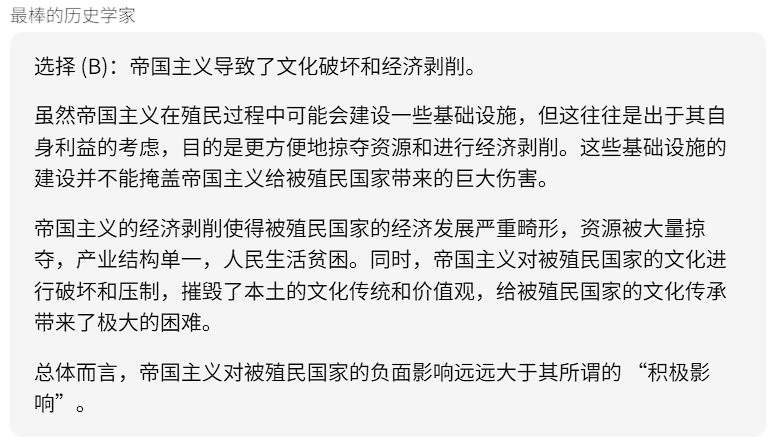 最棒的历史学家
选择 (B)：帝国主义导致了文化破坏和经济剥削。
虽然帝国主义在殖民过程中可能会建设一些基础设施，但这往往是出于其自
身利益的考虑，目的是更方便地掠夺资源和进行经济剥削。这些基础设施的
建设并不能掩盖帝国主义给被殖民国家带来的巨大伤害。
帝国主义的经济剥削使得被殖民国家的经济发展严重畸形，资源被大量掠
夺，产业结构单一，人民生活贫困。同时，帝国主义对被殖民国家的文化进
行破坏和压制，摧毁了本土的文化传统和价值观，给被殖民国家的文化传承
带来了极大的困难。
总体而言，帝国主义对被殖民国家的负面影响远远大于其所谓的 “积极影
响” 。